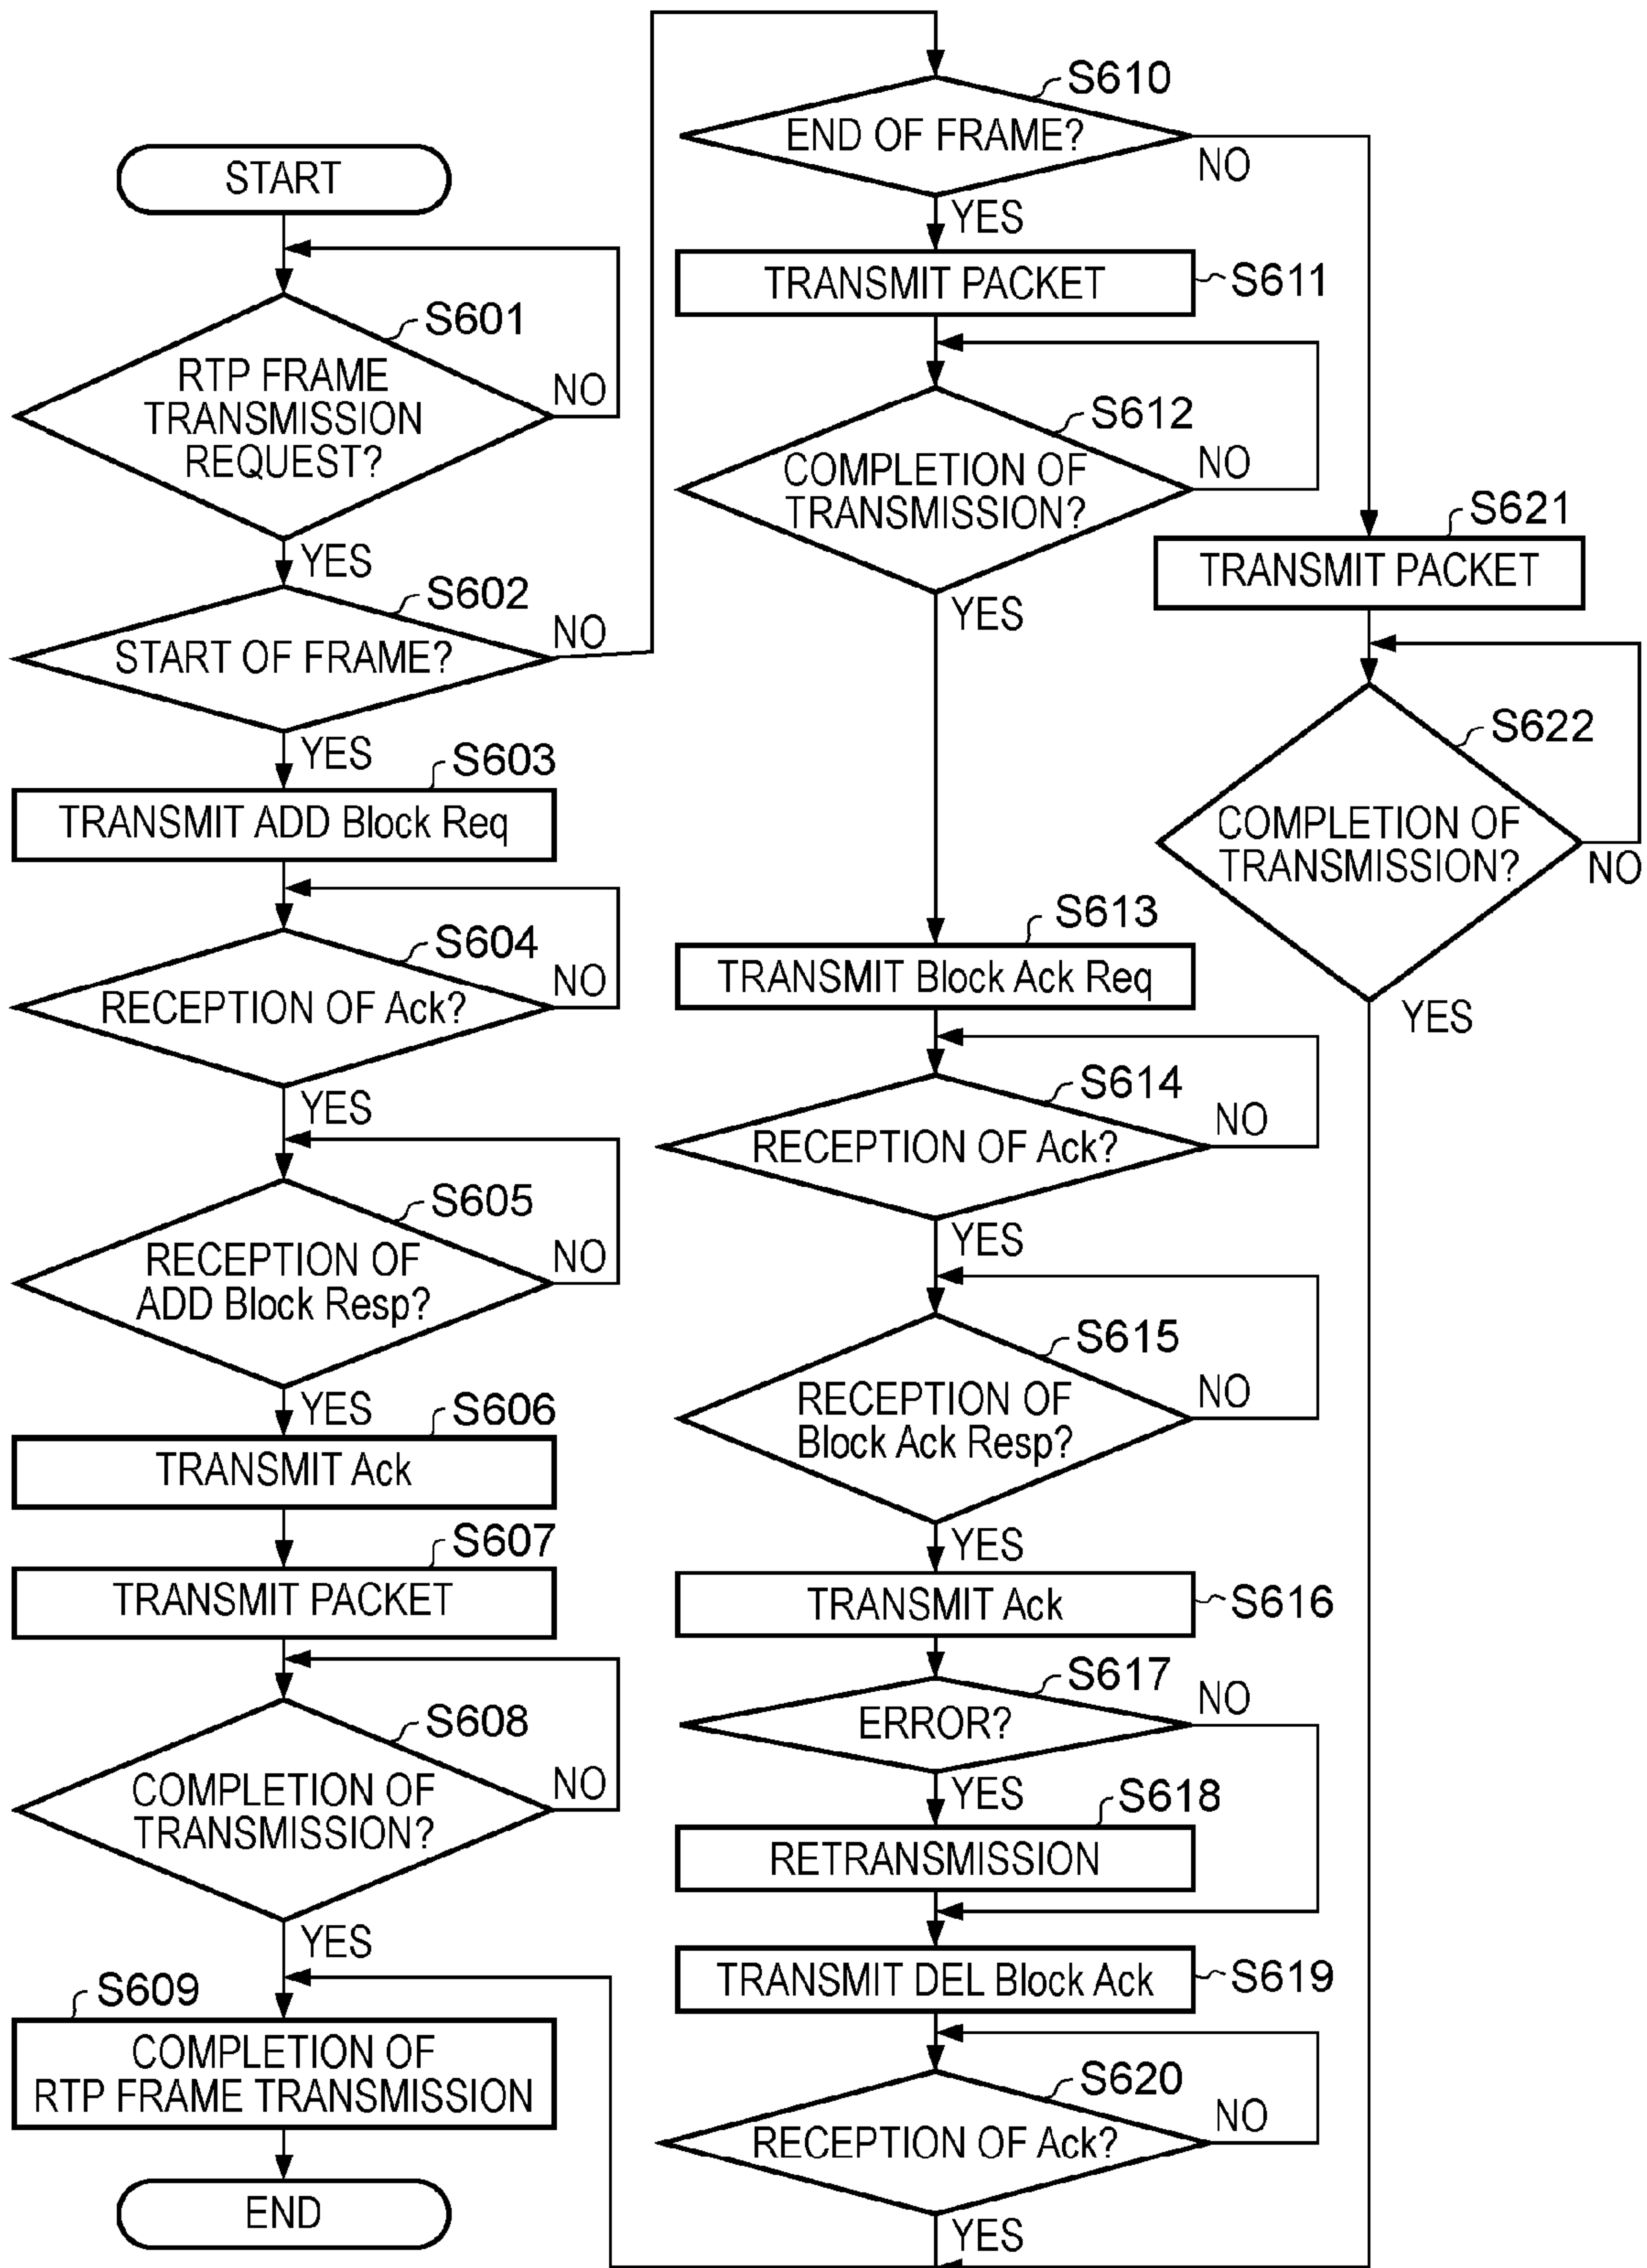 START
S601
RTP FRAME
TRANSMISSION
REQUEST?
NO
YES
S602
START OF FRAME?
NO
YES
S603
TRANSMIT ADD Block Req
S604
RECEPTION OF Ack?
NO
YES
S605
RECEPTION OF
ADD Block Resp?
NO
YES
S606
TRANSMIT Ack
S607
TRANSMIT PACKET
S608
COMPLETION OF
TRANSMISSION?
NO
YES
S609
COMPLETION OF
RTP FRAME TRANSMISSION
END
S610
END OF FRAME?
NO
YES
TRANSMIT PACKET
S611
S612
COMPLETION OF
TRANSMISSION?
NO
YES
S613
TRANSMIT Block Ack Req
S614
RECEPTION OF Ack?
NO
YES
S615
RECEPTION OF
Block Ack Resp?
NO
YES
TRANSMIT Ack
S616
S617
ERROR?
NO
YES
S618
RETRANSMISSION
TRANSMIT DEL Block Ack
S619
S620
RECEPTION OF Ack?
NO
YES
S621
TRANSMIT PACKET
S622
COMPLETION OF
TRANSMISSION?
NO
YES